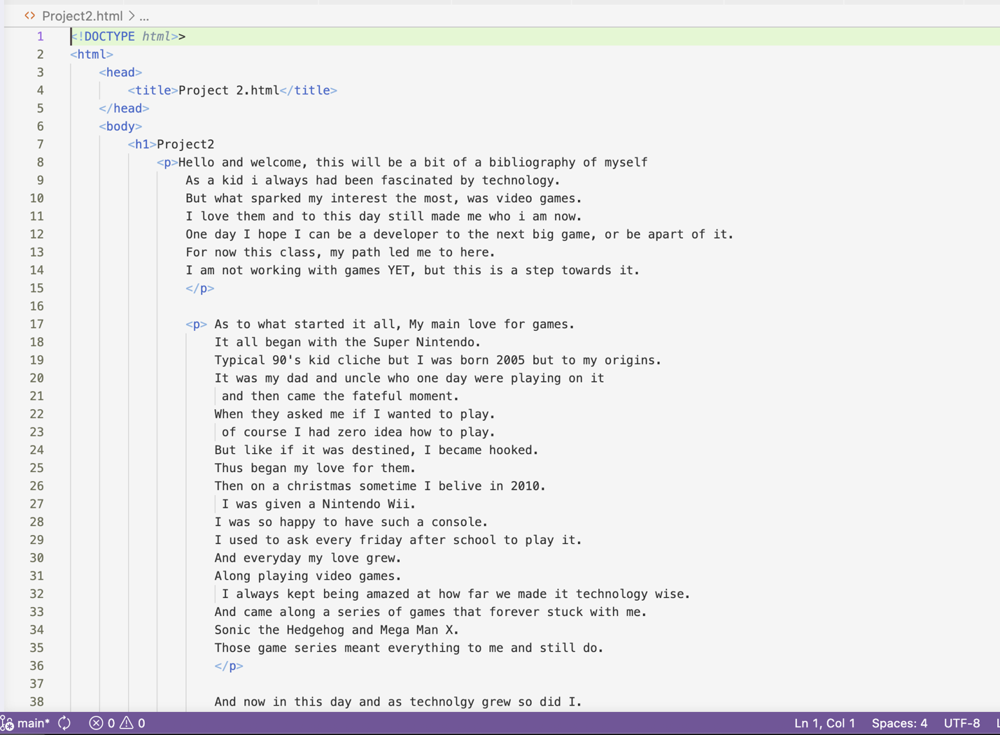 <> Project2.html > ...
1 <!DOCTYPE html>>
2 <html>
3 <head>
4 <title>Project 2.html</title>
5 </head>
6 <body>
7 <h1>Project2
8 <p>Hello and welcome, this will be a bit of a bibliography of myself
9 As a kid i always had been fascinated by technology.
10 But what sparked my interest the most, was video games.
11 I love them and to this day still made me who i am now.
12 One day I hope I can be a developer to the next big game, or be apart of it.
13 For now this class, my path led me to here.
14 I am not working with games YET, but this is a step towards it.
15 </p>
16
17 <p> As to what started it all, My main love for games.
18 It all began with the Super Nintendo.
19 Typical 90's kid cliche but I was born 2005 but to my origins.
20 It was my dad and uncle who one day were playing on it
21 and then came the fateful moment.
22 When they asked me if I wanted to play.
23 of course I had zero idea how to play.
24 But like if it was destined, I became hooked.
25 Thus began my love for them.
26 Then on a christmas sometime I belive in 2010.
27 I was given a Nintendo Wii.
28 I was so happy to have such a console.
29 I used to ask every friday after school to play it.
30 And everyday my love grew.
31 Along playing video games.
32 I always kept being amazed at how far we made it technology wise.
33 And came along a series of games that forever stuck with me.
34 Sonic the Hedgehog and Mega Man X.
35 Those game series meant everything to me and still do.
36 </p>
37
38 And now in this day and as technolgy grew so did I.
main* 0 0 Ln 1, Col 1 Spaces: 4 UTF-8